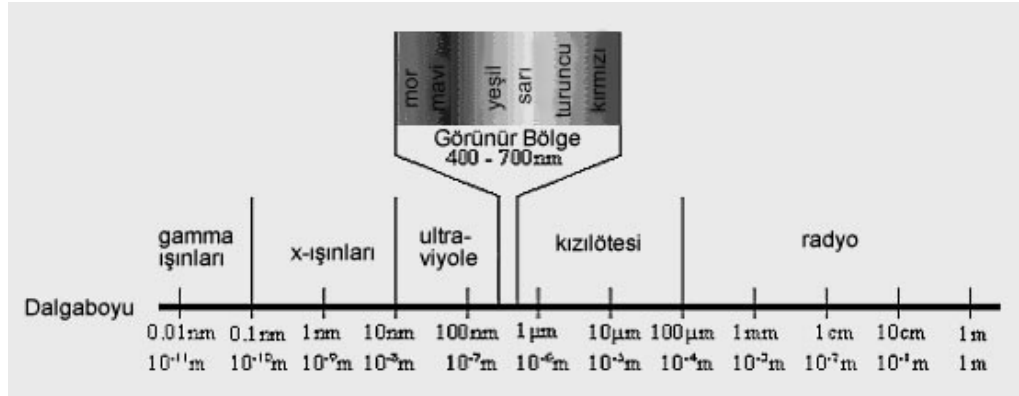 mor
mavi
yeşil
sarı
turuncu
kırmızı
Görünür Bölge
400 - 700nm
gamma
ışınları
x-ışınları
ultra-
viyole
kızılötesi
radyo
Dalgaboyu
0.01nm 0.1nm 1nm 10nm 100nm 1µm 10µm 100µm 1mm 1cm 10cm 1m
10⁻¹¹m 10⁻¹⁰m 10⁻⁹m 10⁻⁸m 10⁻⁷m 10⁻⁶m 10⁻⁵m 10⁻⁴m 10⁻³m 10⁻²m 10⁻¹m 1m